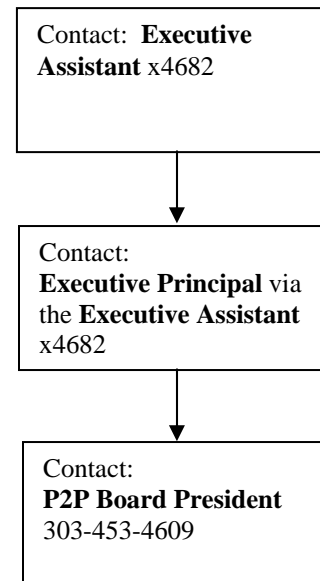 Contact: Executive
Assistant x4682
Contact:
Executive Principal via
the Executive Assistant
x4682
Contact:
P2P Board President
303-453-4609